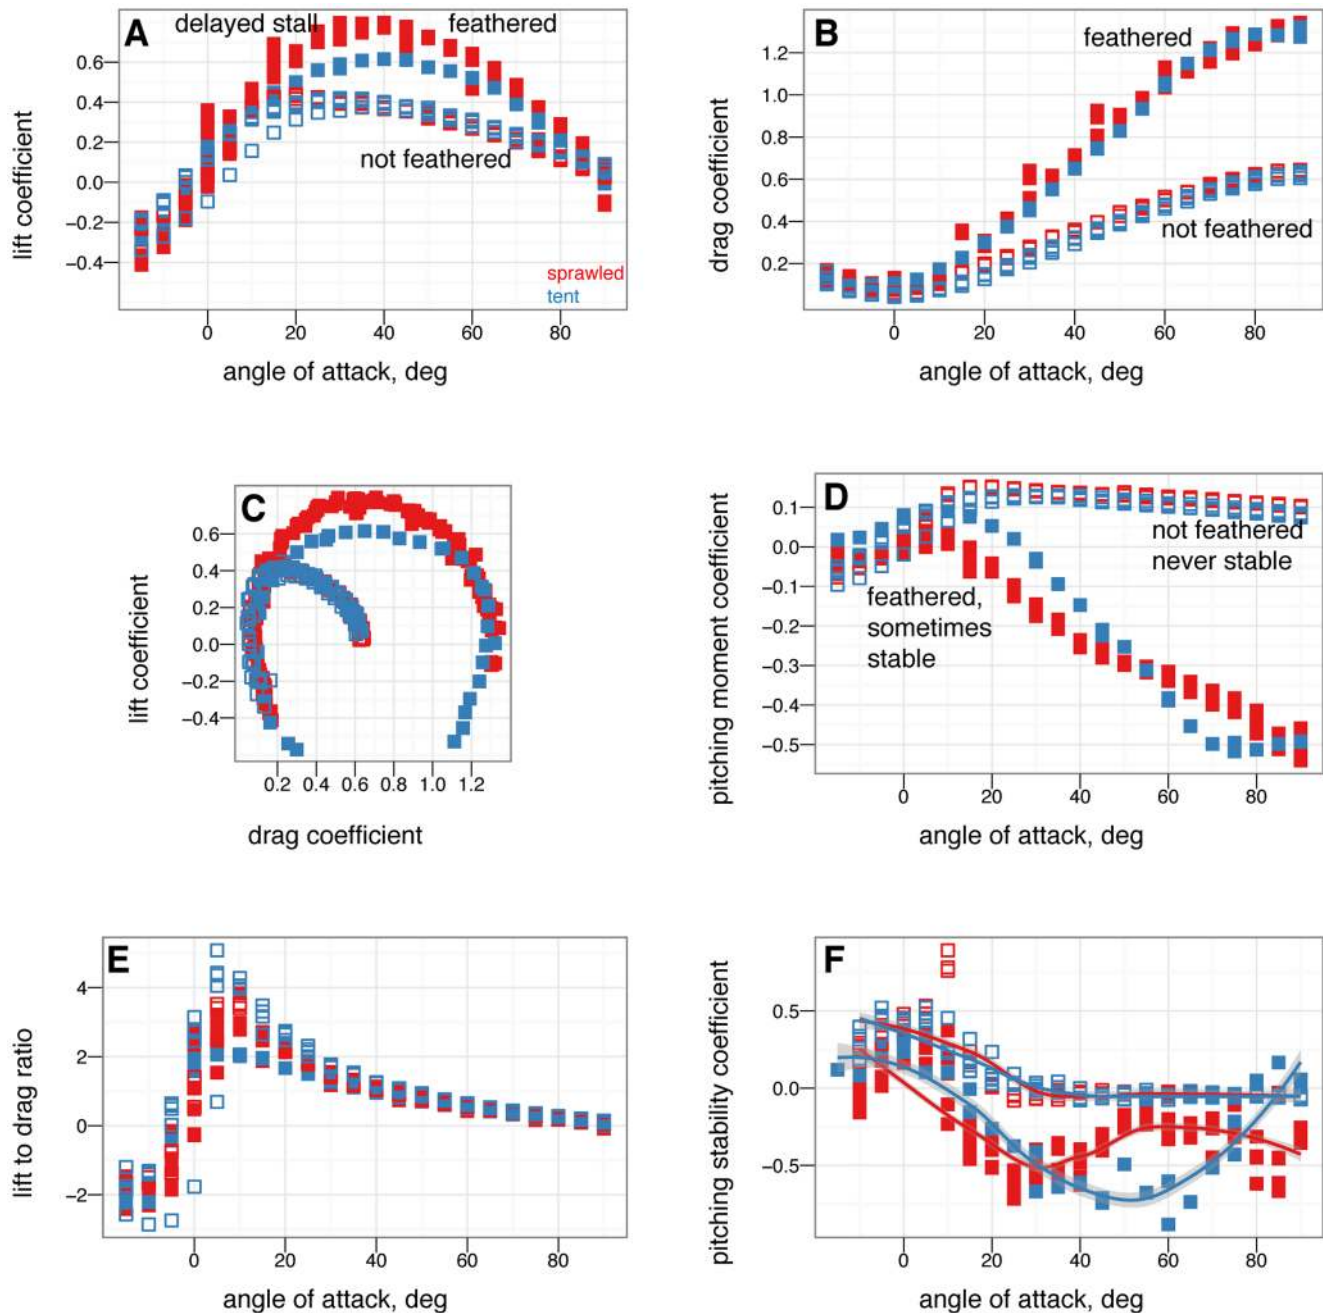 A
delayed stall
feathered
not feathered
sprawled
tent
lift coefficient
0.6
0.4
0.2
0.0
−0.2
−0.4
0
20
40
60
80
angle of attack, deg
B
feathered
not feathered
drag coefficient
1.2
1.0
0.8
0.6
0.4
0.2
0
20
40
60
80
angle of attack, deg
C
lift coefficient
0.6
0.4
0.2
0.0
−0.2
−0.4
0.2
0.4
0.6
0.8
1.0
1.2
drag coefficient
D
not feathered
never stable
feathered,
sometimes
stable
pitching moment coefficient
0.1
0.0
−0.1
−0.2
−0.3
−0.4
−0.5
0
20
40
60
80
angle of attack, deg
E
lift to drag ratio
4
2
0
−2
0
20
40
60
80
angle of attack, deg
F
pitching stability coefficient
0.5
0.0
−0.5
0
20
40
60
80
angle of attack, deg